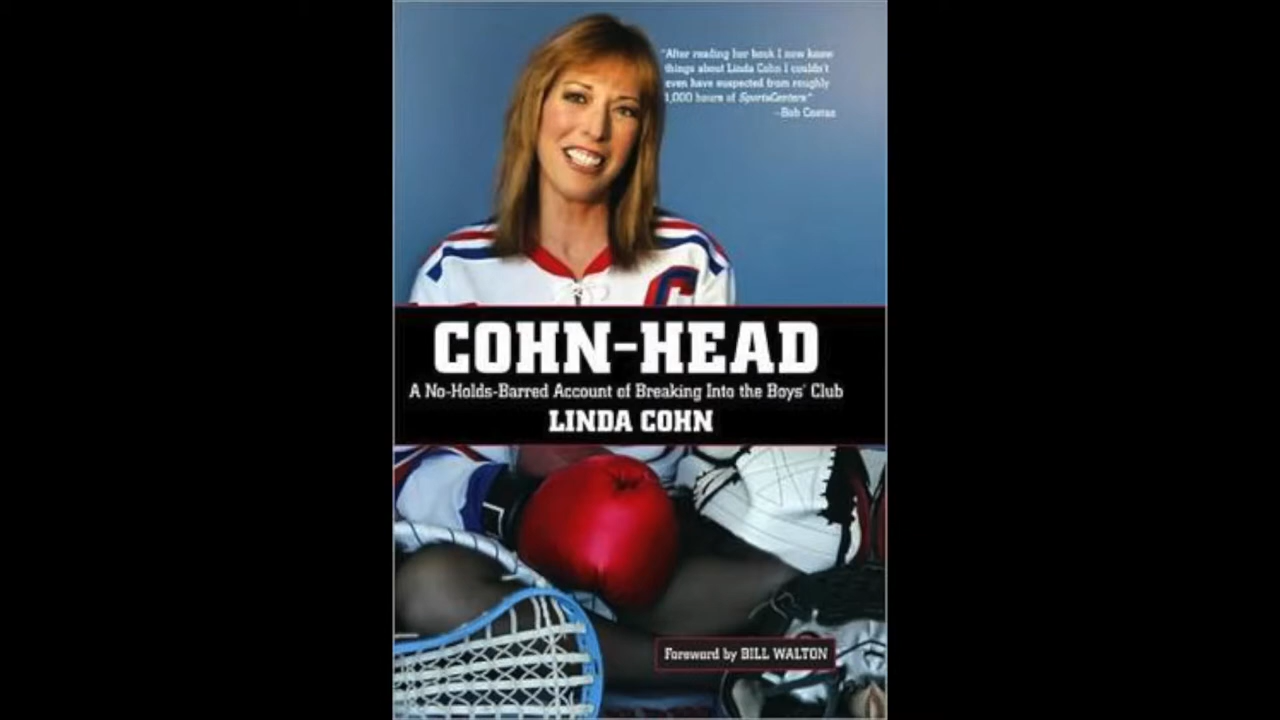 "After reading her book I now know
things about Linda Cohn I couldn't
even have suspected from roughly
1,000 hours of SportsCenters"
–Bob Costas
C
COHN-HEAD
A No-Holds-Barred Account of Breaking Into the Boys' Club
LINDA COHN
Foreword by BILL WALTON